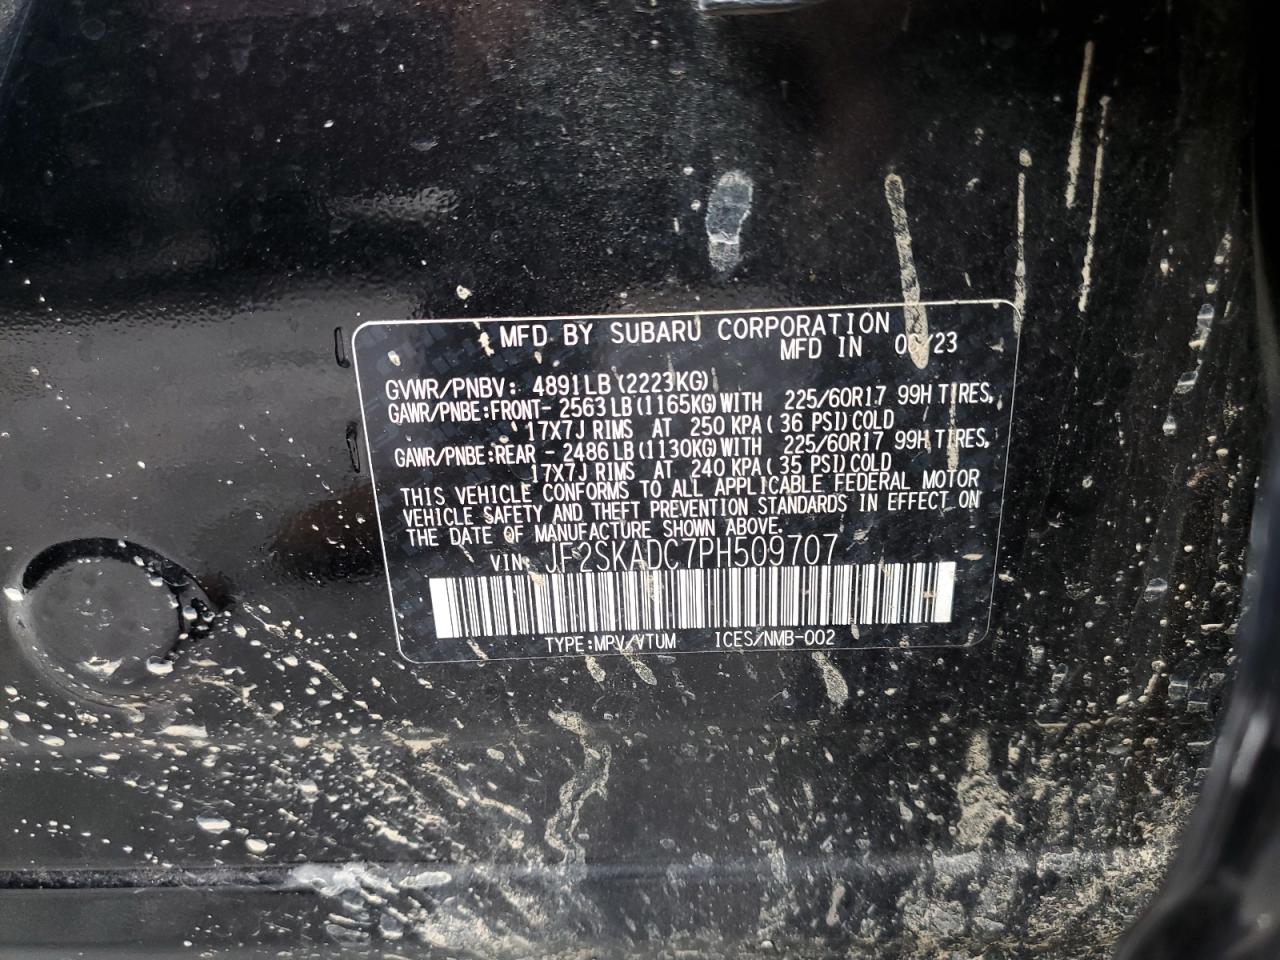 MFD BY SUBARU CORPORATION
MFD IN /23
GVWR/PNBV: 4891LB (2223KG)
GAWR/PNBE:FRONT- 2563 LB (1165KG) WITH 225/60R17 99H TIRES,
17X7J RIMS AT 250 KPA ( 36 PSI) COLD
GAWR/PNBE:REAR - 2486 LB (1130KG) WITH 225/60R17 99H TIRES,
17X7J RIMS AT 240 KPA ( 35 PSI) COLD
THIS VEHICLE CONFORMS TO ALL APPLICABLE FEDERAL MOTOR
VEHICLE SAFETY AND THEFT PREVENTION STANDARDS IN EFFECT ON
THE DATE OF MANUFACTURE SHOWN ABOVE.
VIN: JF2SKADC7PH509707
TYPE:MPV/VTUM ICES/NMB-002